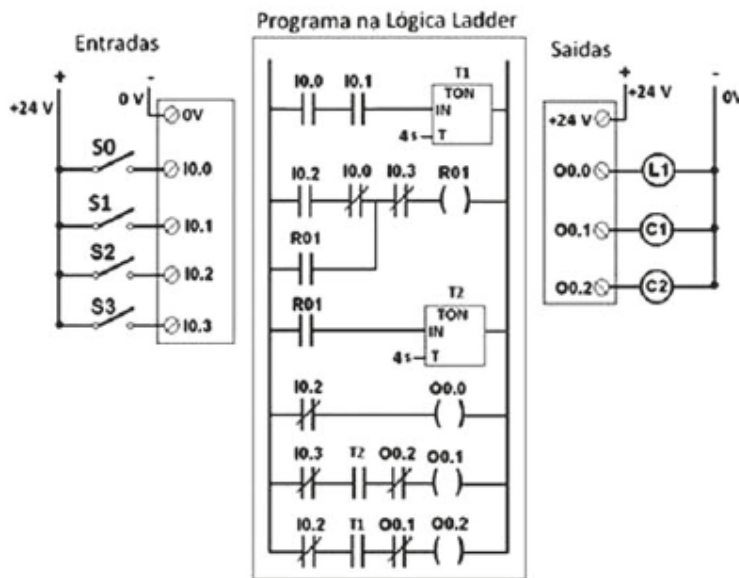 Programa na Lógica Ladder
Entradas
Saidas
+ -
+24 V 0 V
0V
S0 I0.0
S1 I0.1
S2 I0.2
S3 I0.3
I0.0 I0.1 T1
TON
IN
4s T
I0.2 I0.0 I0.3 R01
R01
R01 T2
TON
IN
4s T
I0.2 O0.0
I0.3 T2 O0.2 O0.1
I0.2 T1 O0.1 O0.2
+ -
+24 V 0V
+24 V
O0.0 L1
O0.1 C1
O0.2 C2